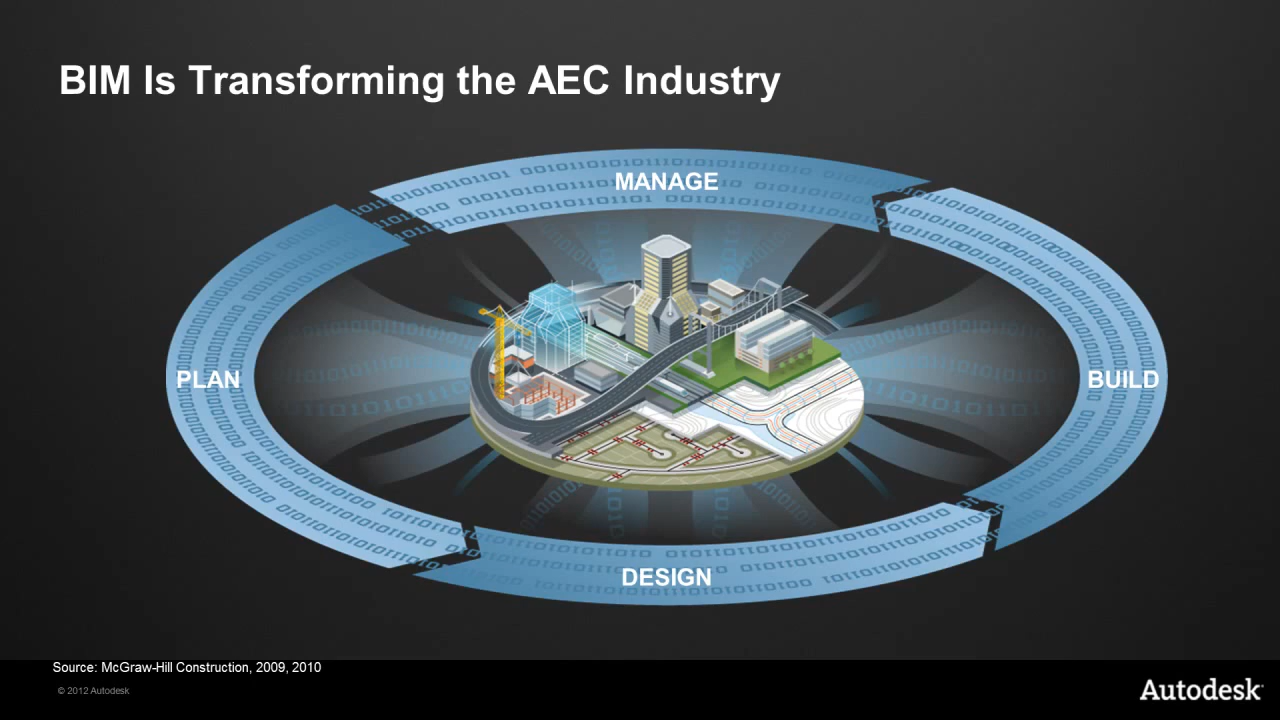 BIM Is Transforming the AEC Industry
MANAGE
PLAN
BUILD
DESIGN
Source: McGraw-Hill Construction, 2009, 2010
© 2012 Autodesk
Autodesk